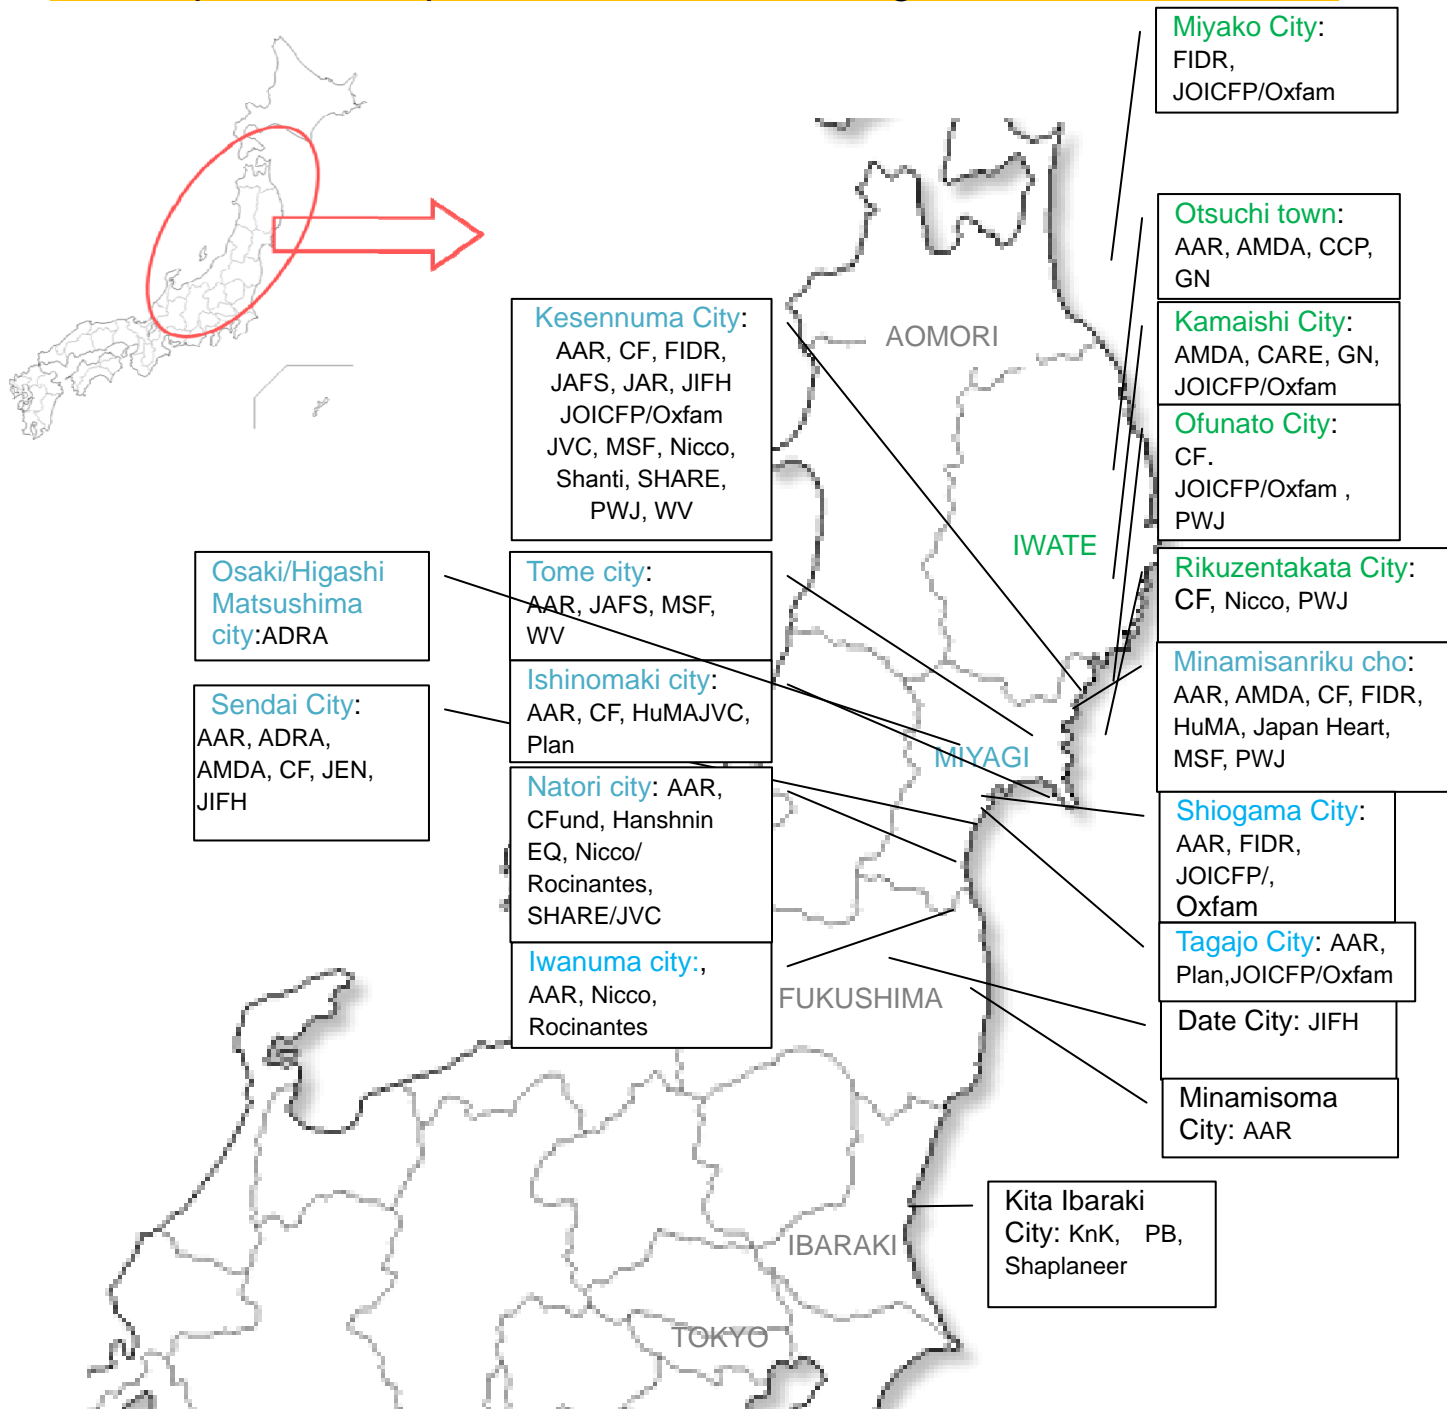 Miyako City:
FIDR,
JOICFP/Oxfam
Otsuchi town:
AAR, AMDA, CCP,
GN
Kamaishi City:
AMDA, CARE, GN,
JOICFP/Oxfam
Ofunato City:
CF.
JOICFP/Oxfam ,
PWJ
Rikuzentakata City:
CF, Nicco, PWJ
Minamisanriku cho:
AAR, AMDA, CF, FIDR,
HuMA, Japan Heart,
MSF, PWJ
Shiogama City:
AAR, FIDR,
JOICFP/,
Oxfam
Tagajo City: AAR,
Plan,JOICFP/Oxfam
Date City: JIFH
Minamisoma
City: AAR
Kita Ibaraki
City: KnK, PB,
Shaplaneer
Kesennuma City:
AAR, CF, FIDR,
JAFS, JAR, JIFH
JOICFP/Oxfam
JVC, MSF, Nicco,
Shanti, SHARE,
PWJ, WV
Osaki/Higashi
Matsushima
city:ADRA
Tome city:
AAR, JAFS, MSF,
WV
Sendai City:
AAR, ADRA,
AMDA, CF, JEN,
JIFH
Ishinomaki city:
AAR, CF, HuMAJVC,
Plan
Natori city: AAR,
CFund, Hanshnin
EQ, Nicco/
Rocinantes,
SHARE/JVC
Iwanuma city:,
AAR, Nicco,
Rocinantes
AOMORI
IWATE
MIYAGI
FUKUSHIMA
IBARAKI
TOKYO